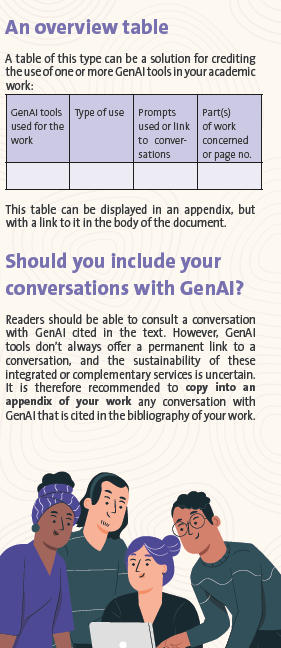 An overview table
A table of this type can be a solution for crediting
the use of one or more GenAI tools in your academic
work:
GenAI tools
used for the
work
Type of use
Prompts
used or link
to conver-
sations
Part(s)
of work
concerned
or page no.
This table can be displayed in an appendix, but
with a link to it in the body of the document.
Should you include your
conversations with GenAI?
Readers should be able to consult a conversation
with GenAI cited in the text. However, GenAI
tools don't always offer a permanent link to a
conversation, and the sustainability of these
integrated or complementary services is uncertain.
It is therefore recommended to copy into an
appendix of your work any conversation with
GenAI that is cited in the bibliography of your work.